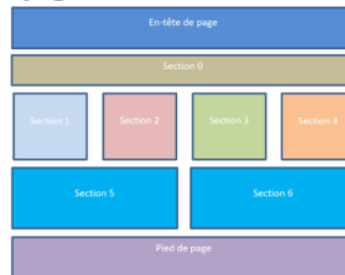 En-tête de page
Section 0
Section 1
Section 2
Section 3
Section 4
Section 5
Section 6
Pied de page